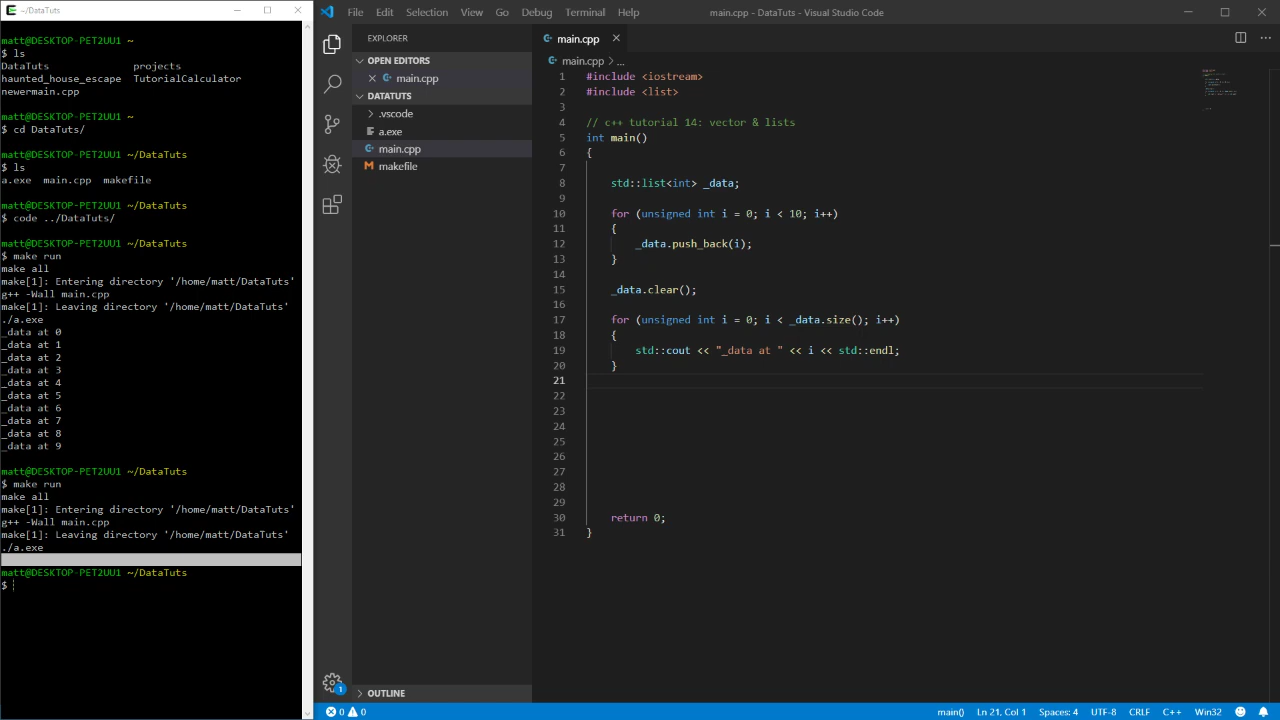 ~/DataTuts
matt@DESKTOP-PET2UU1 ~
$ ls
DataTuts projects
haunted_house_escape TutorialCalculator
newermain.cpp
matt@DESKTOP-PET2UU1 ~
$ cd DataTuts/
matt@DESKTOP-PET2UU1 ~/DataTuts
$ ls
a.exe main.cpp makefile
matt@DESKTOP-PET2UU1 ~/DataTuts
$ code ../DataTuts/
matt@DESKTOP-PET2UU1 ~/DataTuts
$ make run
make all
make[1]: Entering directory '/home/matt/DataTuts'
g++ -Wall main.cpp
make[1]: Leaving directory '/home/matt/DataTuts'
./a.exe
_data at 0
_data at 1
_data at 2
_data at 3
_data at 4
_data at 5
_data at 6
_data at 7
_data at 8
_data at 9
matt@DESKTOP-PET2UU1 ~/DataTuts
$ make run
make all
make[1]: Entering directory '/home/matt/DataTuts'
g++ -Wall main.cpp
make[1]: Leaving directory '/home/matt/DataTuts'
./a.exe
matt@DESKTOP-PET2UU1 ~/DataTuts
$
File Edit Selection View Go Debug Terminal Help main.cpp - DataTuts - Visual Studio Code
EXPLORER
OPEN EDITORS
main.cpp
DATATUTS
.vscode
a.exe
main.cpp
M makefile
OUTLINE
1
main.cpp
main.cpp > ...
1 #include <iostream>
2 #include <list>
3
4 // c++ tutorial 14: vector & lists
5 int main()
6 {
7
8 std::list<int> _data;
9
10 for (unsigned int i = 0; i < 10; i++)
11 {
12 _data.push_back(i);
13 }
14
15 _data.clear();
16
17 for (unsigned int i = 0; i < _data.size(); i++)
18 {
19 std::cout << "_data at " << i << std::endl;
20 }
21
22
23
24
25
26
27
28
29
30 return 0;
31 }
0 0 main() Ln 21, Col 1 Spaces: 4 UTF-8 CRLF C++ Win32